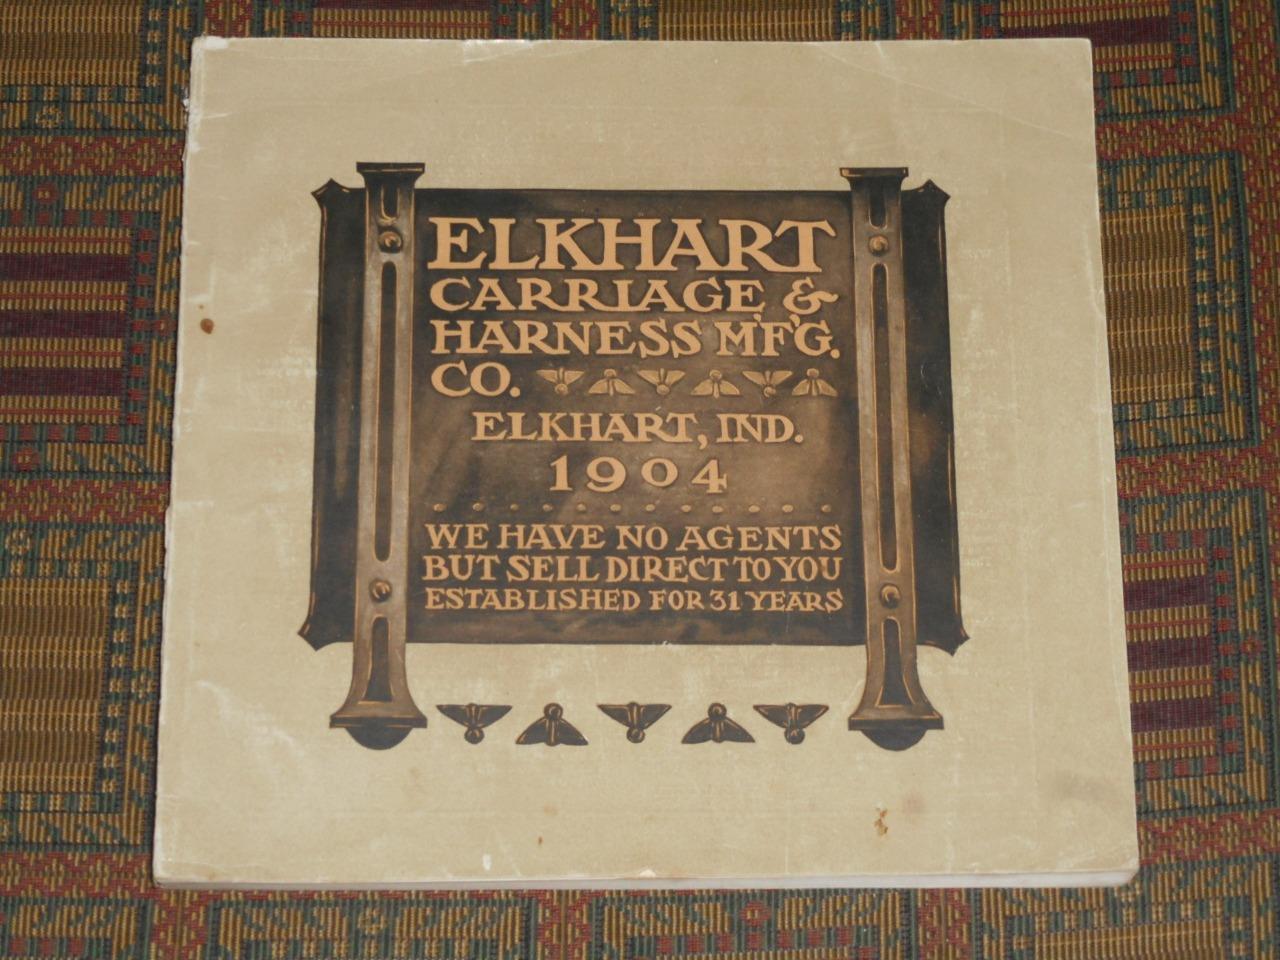 ELKHART
CARRIAGE &
HARNESS M'F'G.
CO.
ELKHART, IND.
1904
WE HAVE NO AGENTS
BUT SELL DIRECT TO YOU
ESTABLISHED FOR 31 YEARS